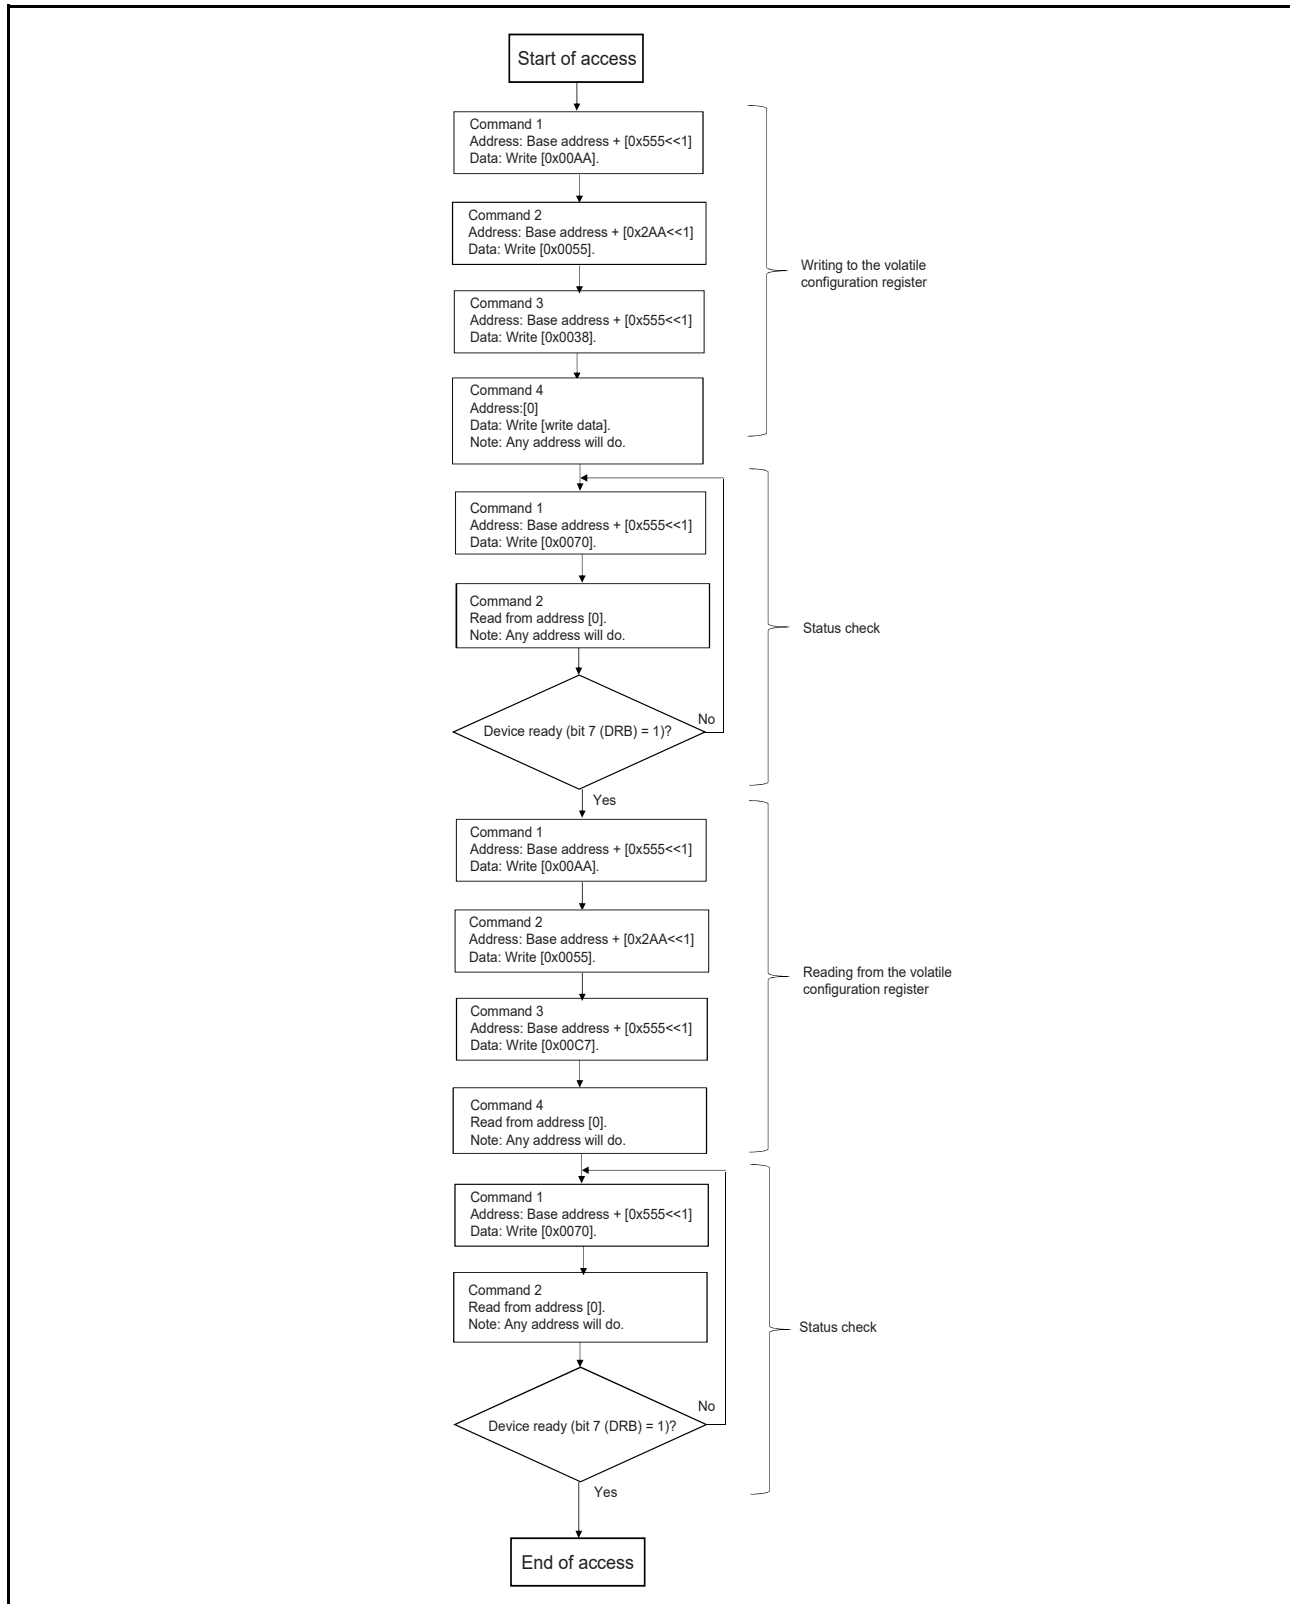 Start of access
Command 1
Address: Base address + [0x555<<1]
Data: Write [0x00AA].
Command 2
Address: Base address + [0x2AA<<1]
Data: Write [0x0055].
Writing to the volatile
configuration register
Command 3
Address: Base address + [0x555<<1]
Data: Write [0x0038].
Command 4
Address:[0]
Data: Write [write data].
Note: Any address will do.
Command 1
Address: Base address + [0x555<<1]
Data: Write [0x0070].
Command 2
Read from address [0].
Note: Any address will do.
Status check
Device ready (bit 7 (DRB) = 1)?
No
Yes
Command 1
Address: Base address + [0x555<<1]
Data: Write [0x00AA].
Command 2
Address: Base address + [0x2AA<<1]
Data: Write [0x0055].
Reading from the volatile
configuration register
Command 3
Address: Base address + [0x555<<1]
Data: Write [0x00C7].
Command 4
Read from address [0].
Note: Any address will do.
Command 1
Address: Base address + [0x555<<1]
Data: Write [0x0070].
Command 2
Read from address [0].
Note: Any address will do.
Status check
Device ready (bit 7 (DRB) = 1)?
No
Yes
End of access